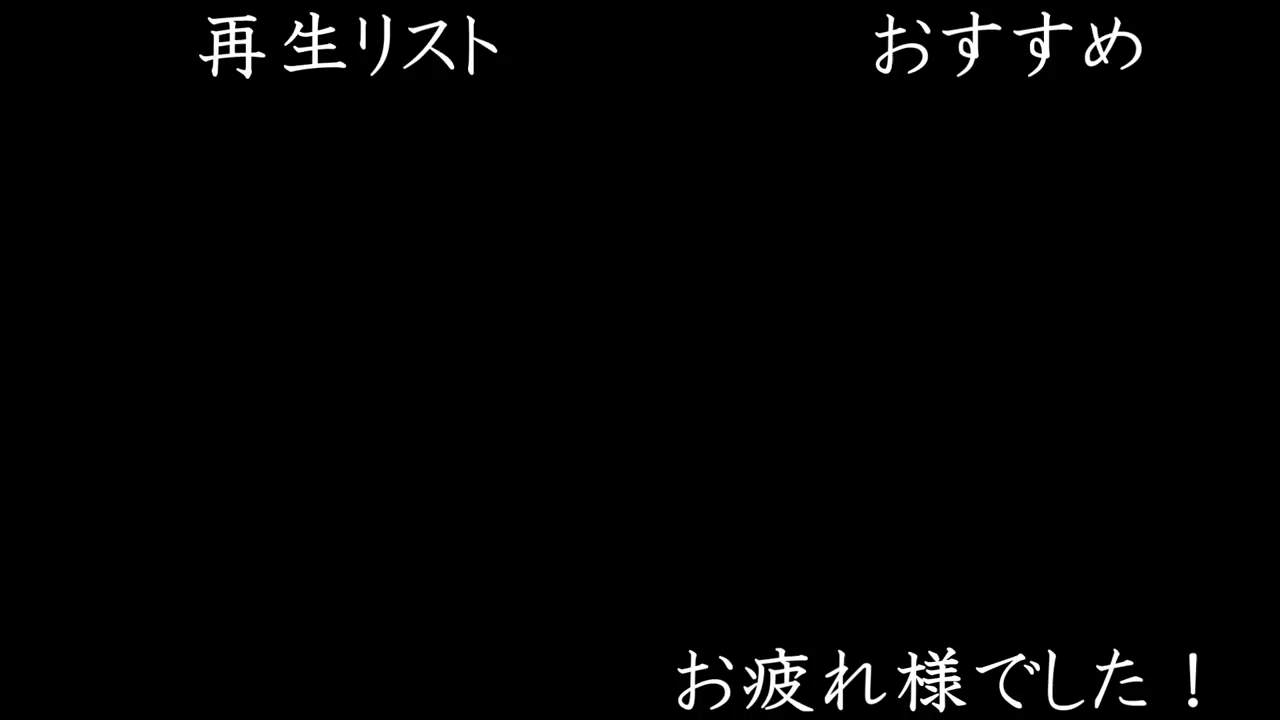 再生リスト
おすすめ
お疲れ様でした！